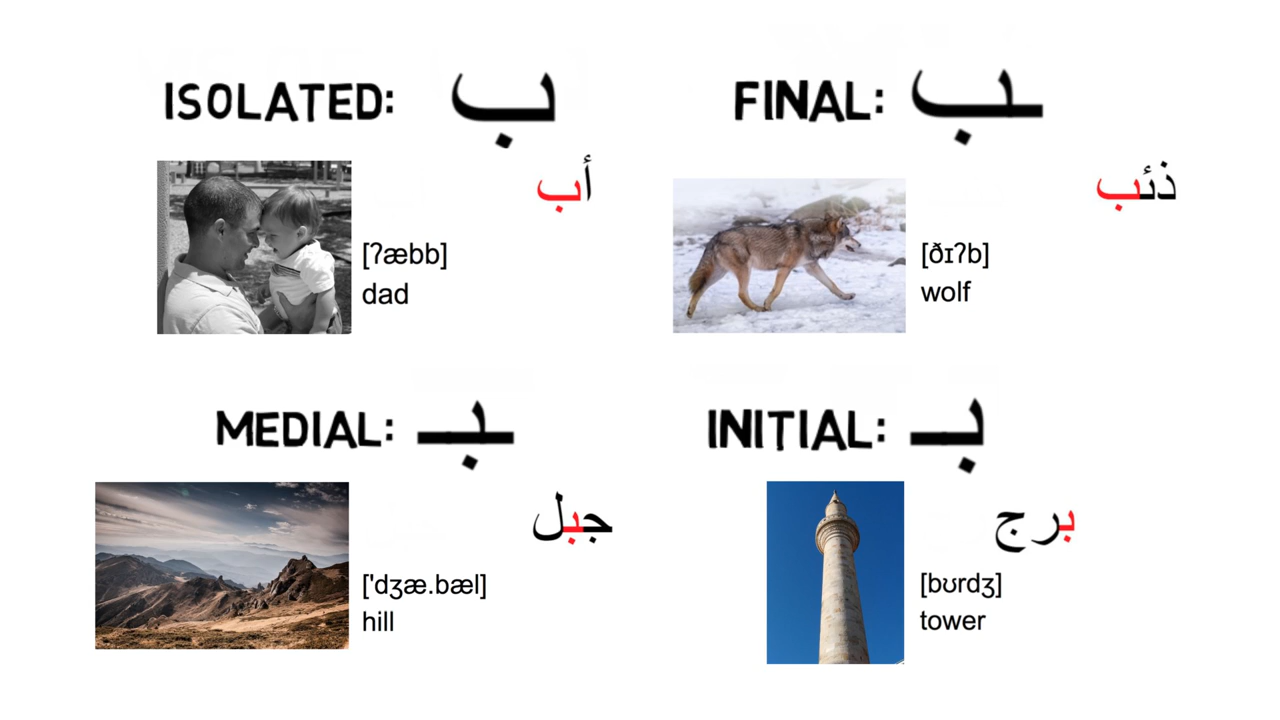 ISOLATED: ب
أب
[ʔæbb]
dad
FINAL: ـب
ذئب
[ðɪʔb]
wolf
MEDIAL: ـبـ
جبل
['dʒæ.bæl]
hill
INITIAL: بـ
برج
[bʊrdʒ]
tower